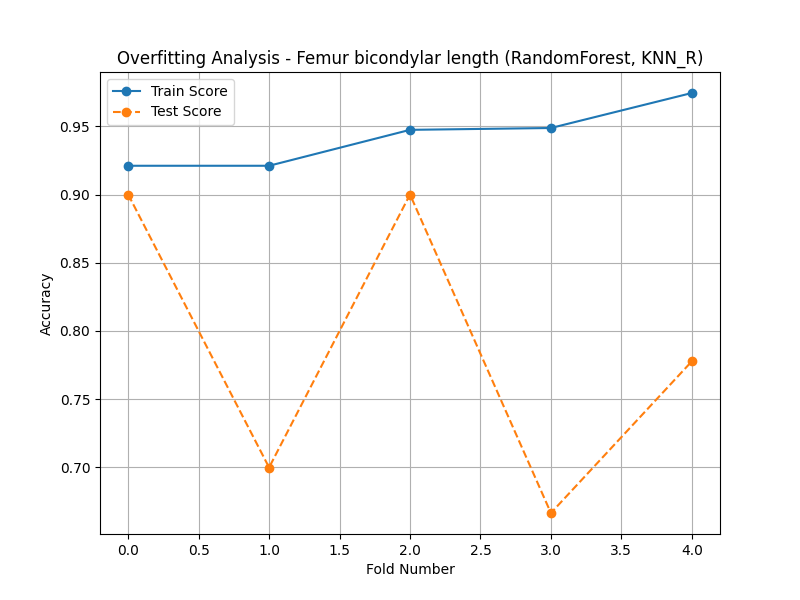 Overfitting Analysis - Femur bicondylar length (RandomForest, KNN_R)
Train Score
Test Score
0.95
0.90
0.85
0.80
0.75
0.70
Accuracy
0.0 0.5 1.0 1.5 2.0 2.5 3.0 3.5 4.0
Fold Number